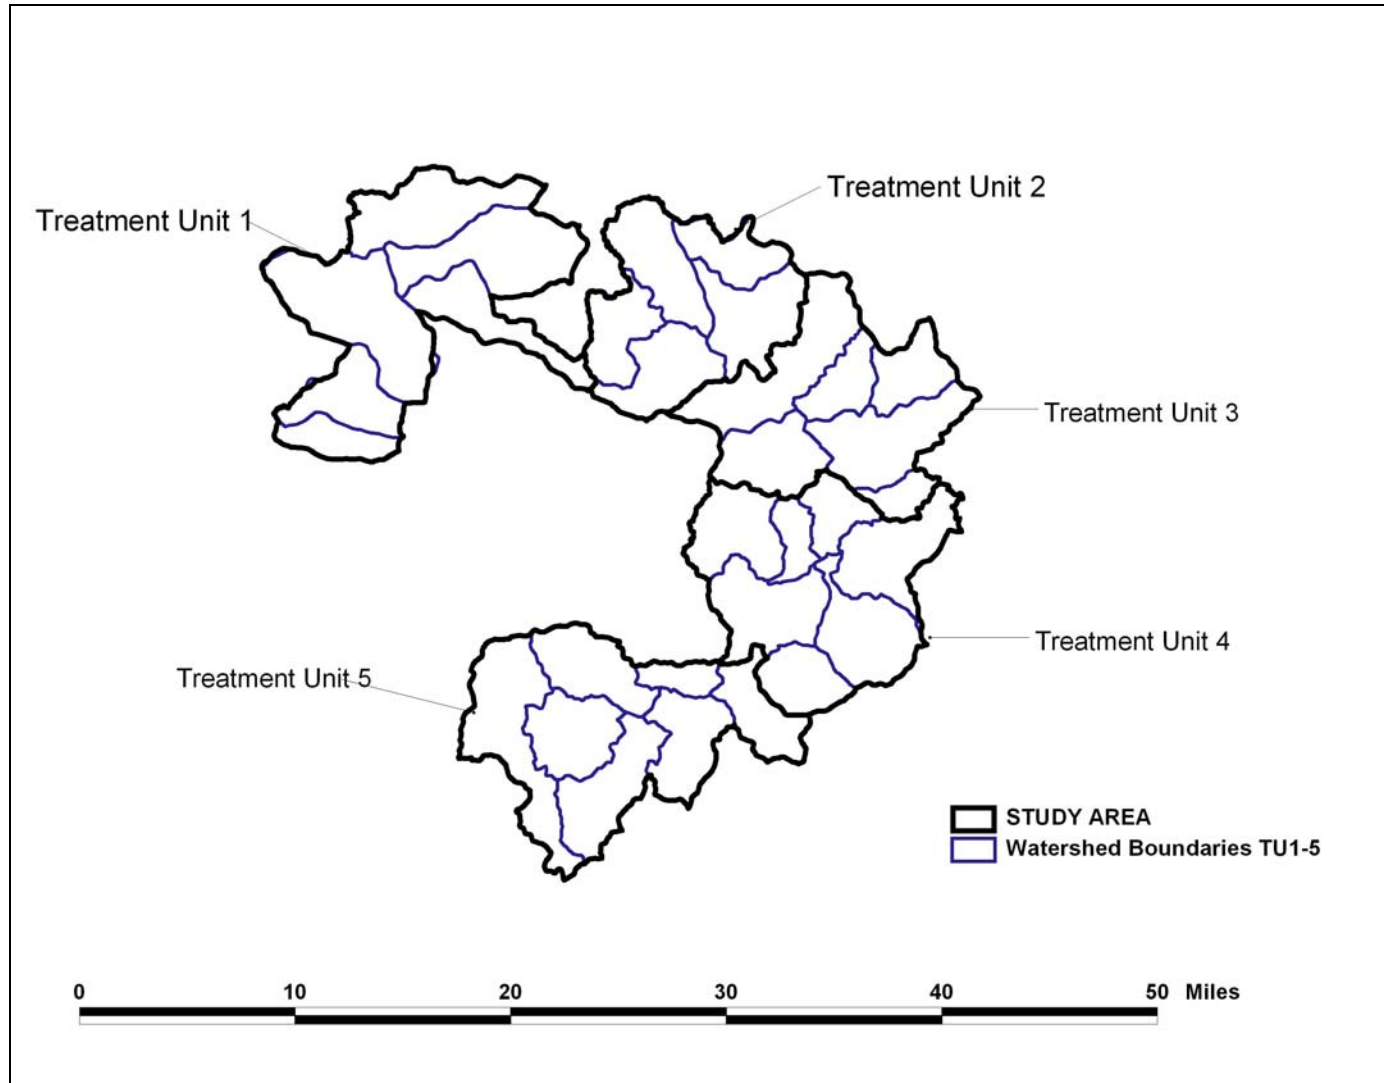 Treatment Unit 2
Treatment Unit 1
Treatment Unit 3
Treatment Unit 4
Treatment Unit 5
STUDY AREA
Watershed Boundaries TU1-5
0 10 20 30 40 50 Miles